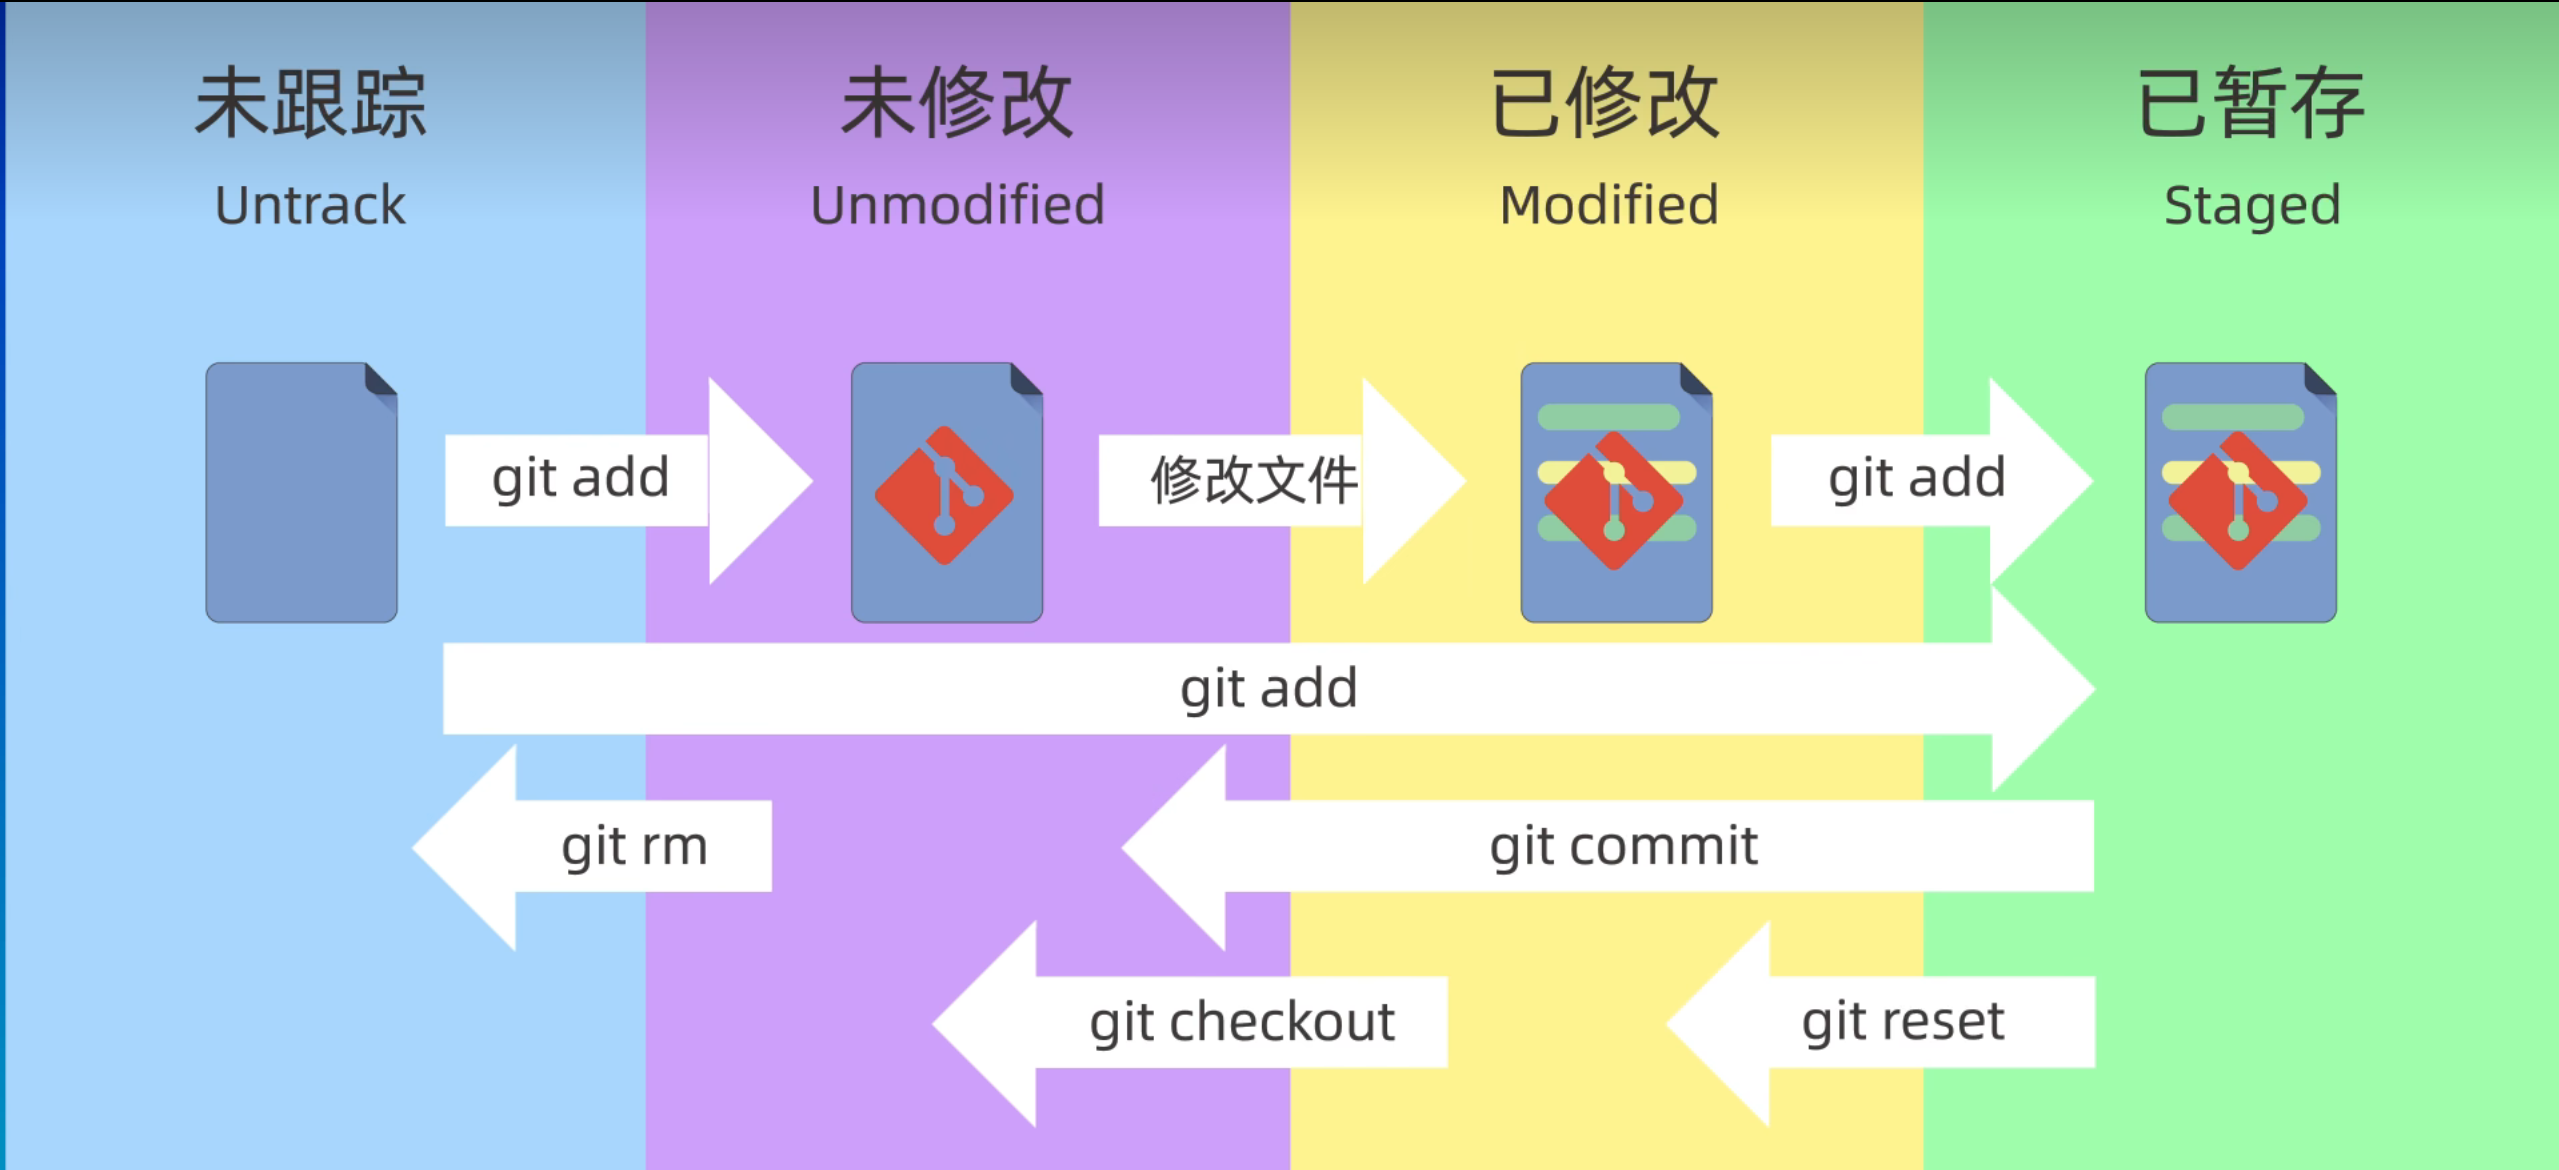 未跟踪
Untrack
未修改
Unmodified
已修改
Modified
已暂存
Staged
git add
修改文件
git add
git add
git rm
git commit
git checkout
git reset